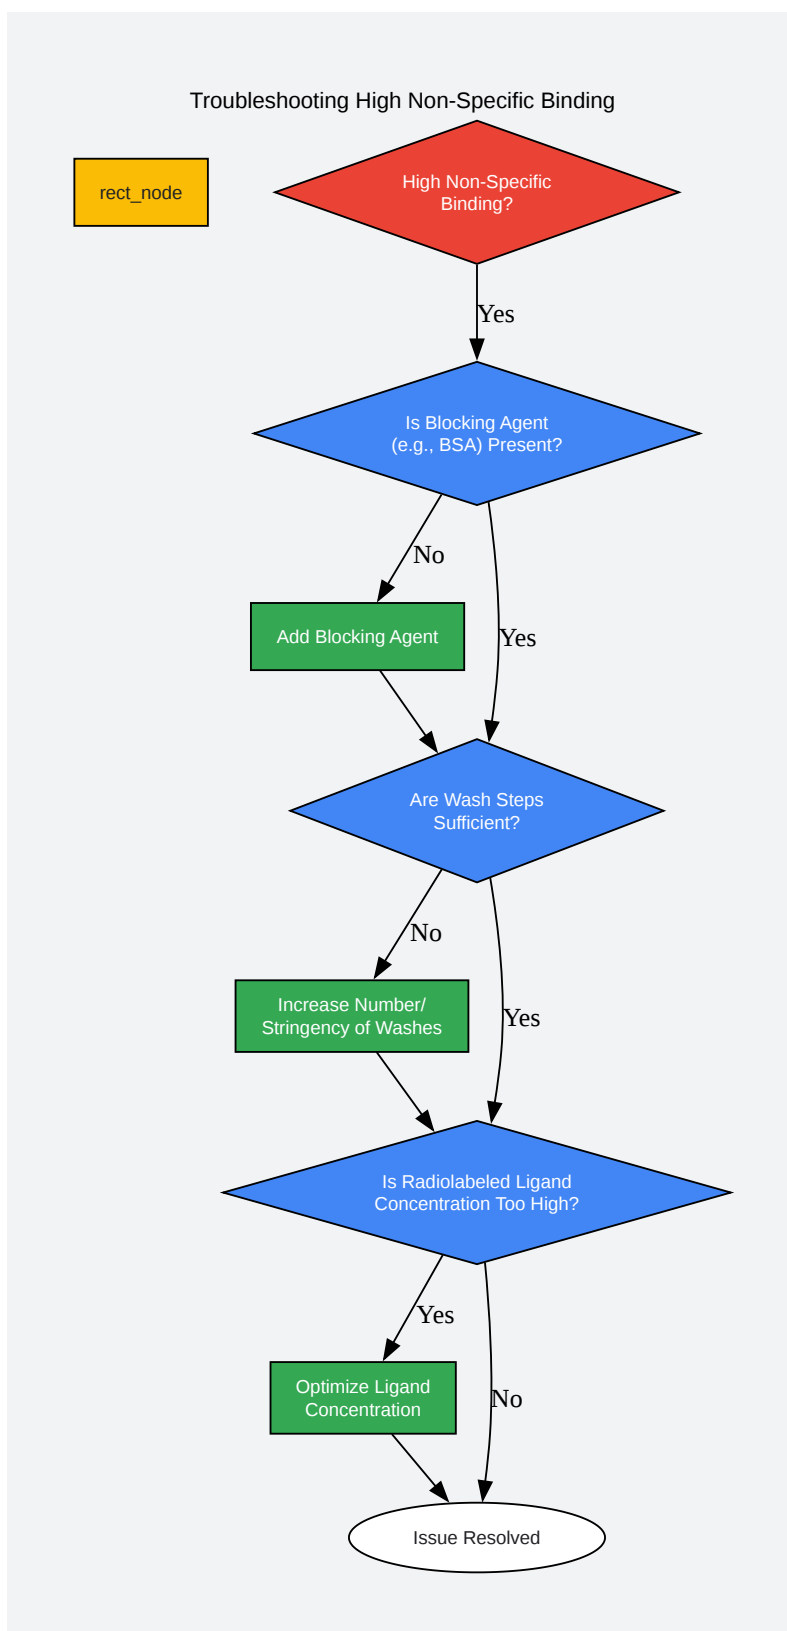 Troubleshooting High Non-Specific Binding
rect_node
High Non-Specific
Binding?
Yes
Is Blocking Agent
(e.g., BSA) Present?
No
Add Blocking Agent
Yes
Are Wash Steps
Sufficient?
No
Increase Number/
Stringency of Washes
Yes
Is Radiolabeled Ligand
Concentration Too High?
Yes
Optimize Ligand
Concentration
No
Issue Resolved